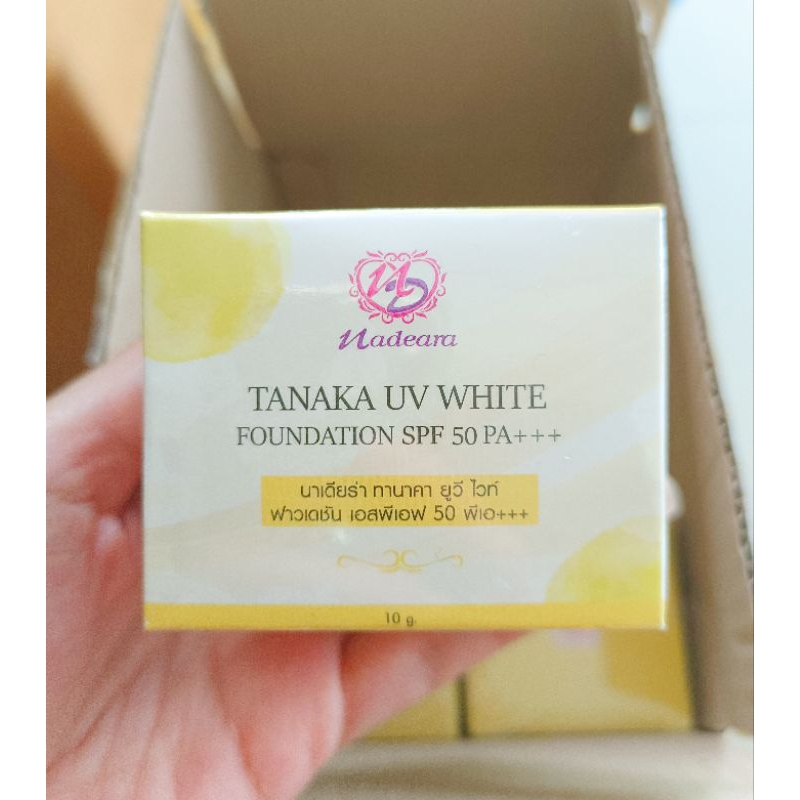 ND
Nadeara
TANAKA UV WHITE
FOUNDATION SPF 50 PA+++
นาเดียร่า ทานาคา ยูวี ไวท์
ฟาวเดชัน เอสพีเอฟ 50 พีเอ+++
10 g.